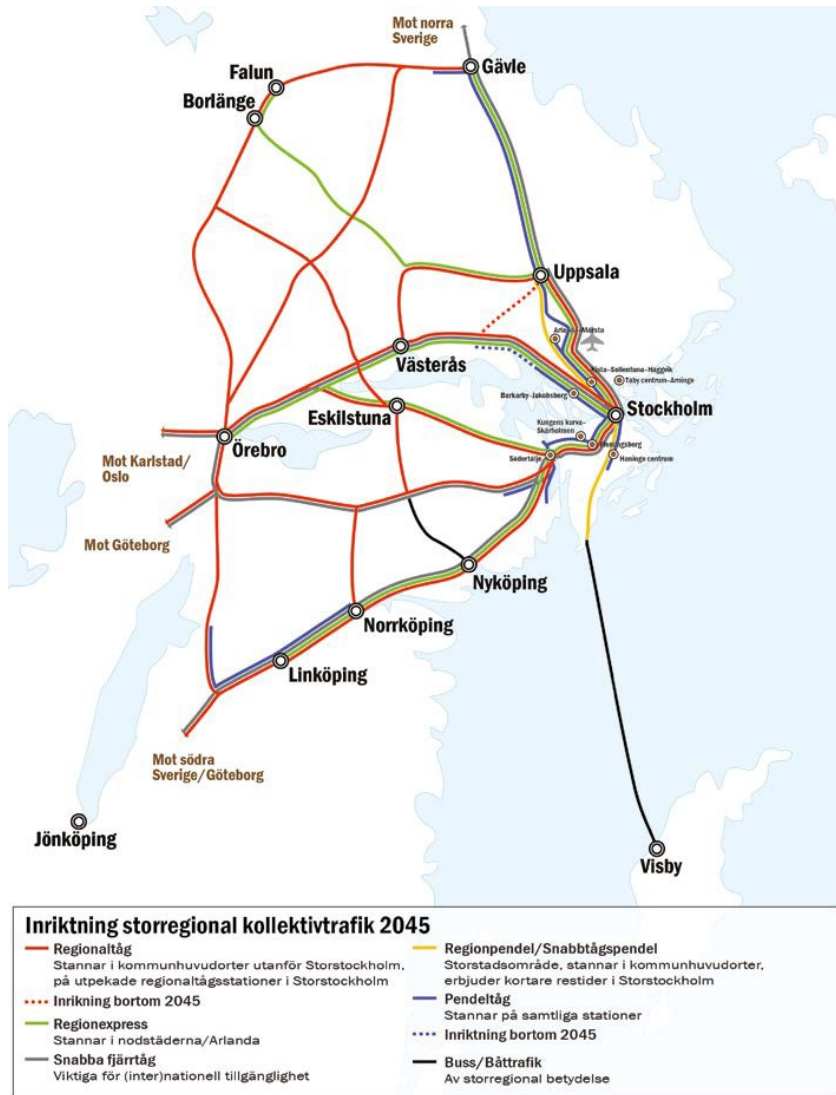 Mot norra
Sverige
Gävle
Falun
Borlänge
Uppsala
Västerås
Kista-Sollentuna-Häggvik
Täby centrum-Arninge
Barkarby-Jakobsberg
Stockholm
Eskilstuna
Kungens kurva-
Skärholmen
Flemingsberg
Örebro
Södertälje
Haninge centrum
Mot Karlstad/
Oslo
Mot Göteborg
Nyköping
Norrköping
Linköping
Mot södra
Sverige/Göteborg
Jönköping
Visby
Inriktning storregional kollektivtrafik 2045
Regionaltåg
Stannar i kommunhuvudorter utanför Storstockholm,
på utpekade regionaltågsstationer i Storstockholm
Inrikning bortom 2045
Regionexpress
Stannar i nodstäderna/Arlanda
Snabba fjärrtåg
Viktiga för (inter)nationell tillgänglighet
Regionpendel/Snabbtågspendel
Storstadsområde, stannar i kommunhuvudorter,
erbjuder kortare restider i Storstockholm
Pendeltåg
Stannar på samtliga stationer
Inriktning bortom 2045
Buss/Båttrafik
Av storregional betydelse